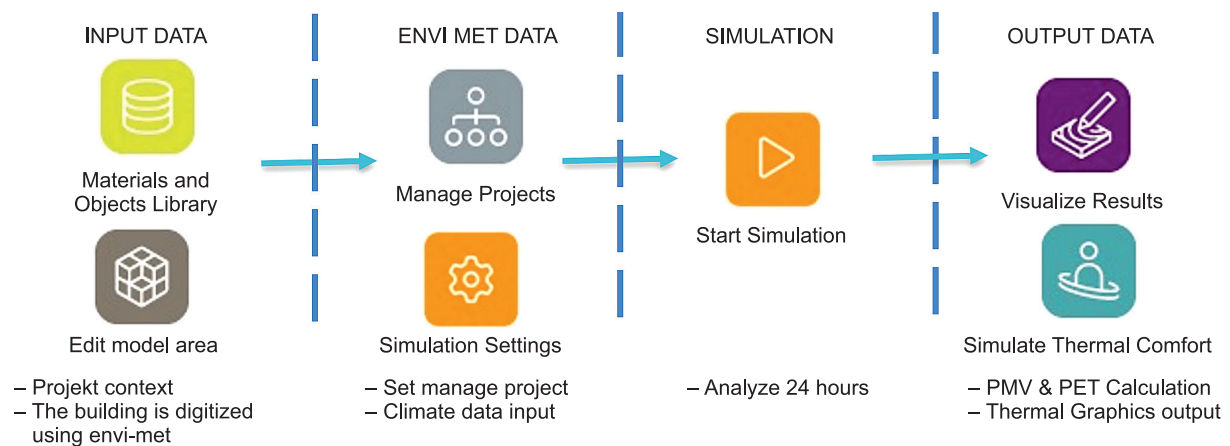 INPUT DATA
Materials and
Objects Library
Edit model area
– Projekt context
– The building is digitized
using envi-met
ENVI MET DATA
Manage Projects
Simulation Settings
– Set manage project
– Climate data input
SIMULATION
Start Simulation
– Analyze 24 hours
OUTPUT DATA
Visualize Results
Simulate Thermal Comfort
– PMV & PET Calculation
– Thermal Graphics output